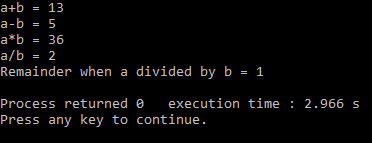 a+b = 13
a-b = 5
a*b = 36
a/b = 2
Remainder when a divided by b = 1
Process returned 0   execution time : 2.966 s
Press any key to continue.